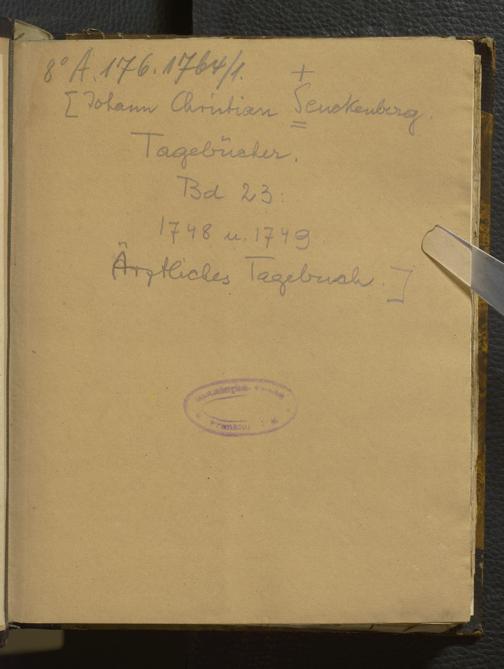 8° A. 176. 1764/1.
+
[Johann Christian Senckenberg.
Tagebücher.
Bd 23:
1748 u. 1749
Ärztliches Tagebuch.]